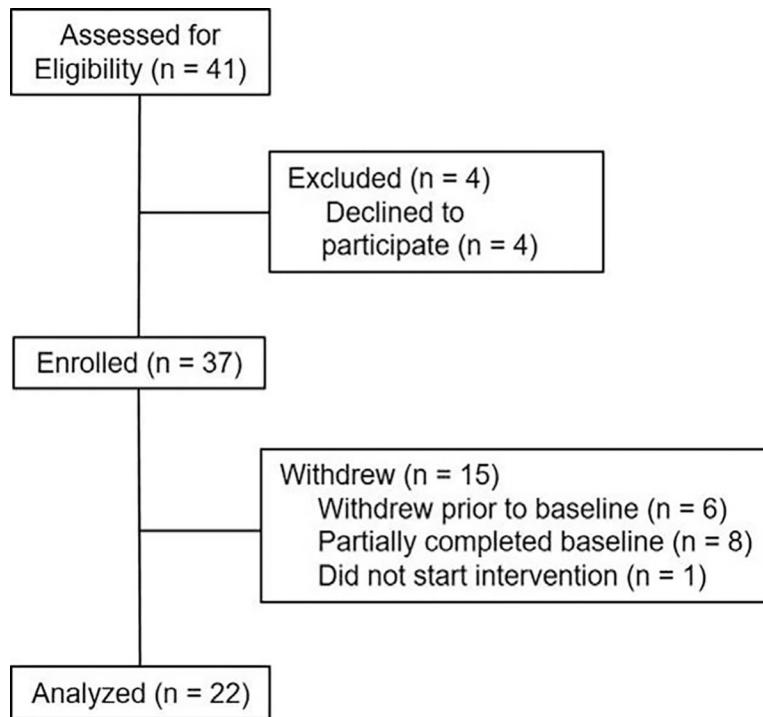 Assessed for
Eligibility (n = 41)
Excluded (n = 4)
Declined to
participate (n = 4)
Enrolled (n = 37)
Withdrew (n = 15)
Withdrew prior to baseline (n = 6)
Partially completed baseline (n = 8)
Did not start intervention (n = 1)
Analyzed (n = 22)